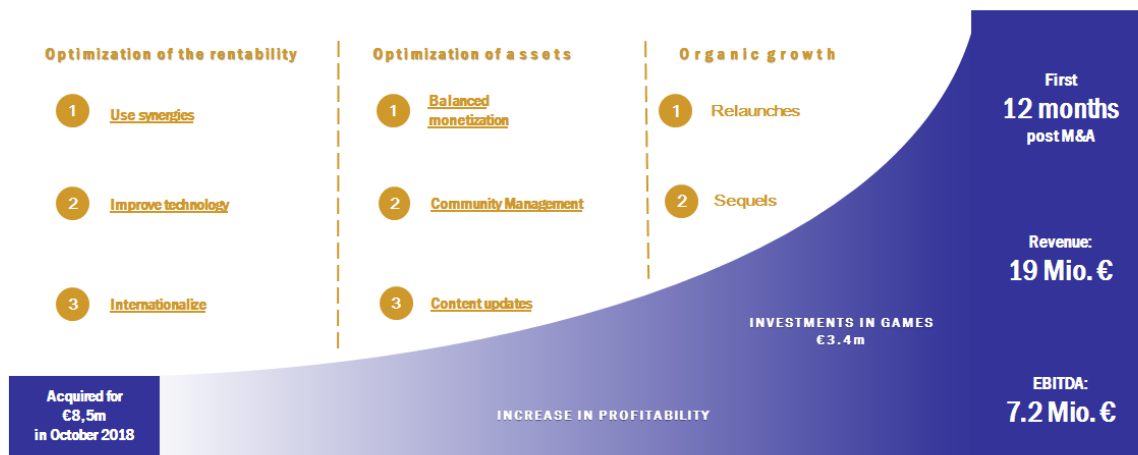 Optimization of the rentability
1
Use synergies
2
Improve technology
3
Internationalize
Optimization of assets
1
Balanced
monetization
2
Community Management
3
Content updates
Organic growth
1
Relaunches
2
Sequels
First
12 months
post M&A
Revenue:
19 Mio. €
EBITDA:
7.2 Mio. €
INVESTMENTS IN GAMES
€3.4m
INCREASE IN PROFITABILITY
Acquired for
€8,5m
in October 2018